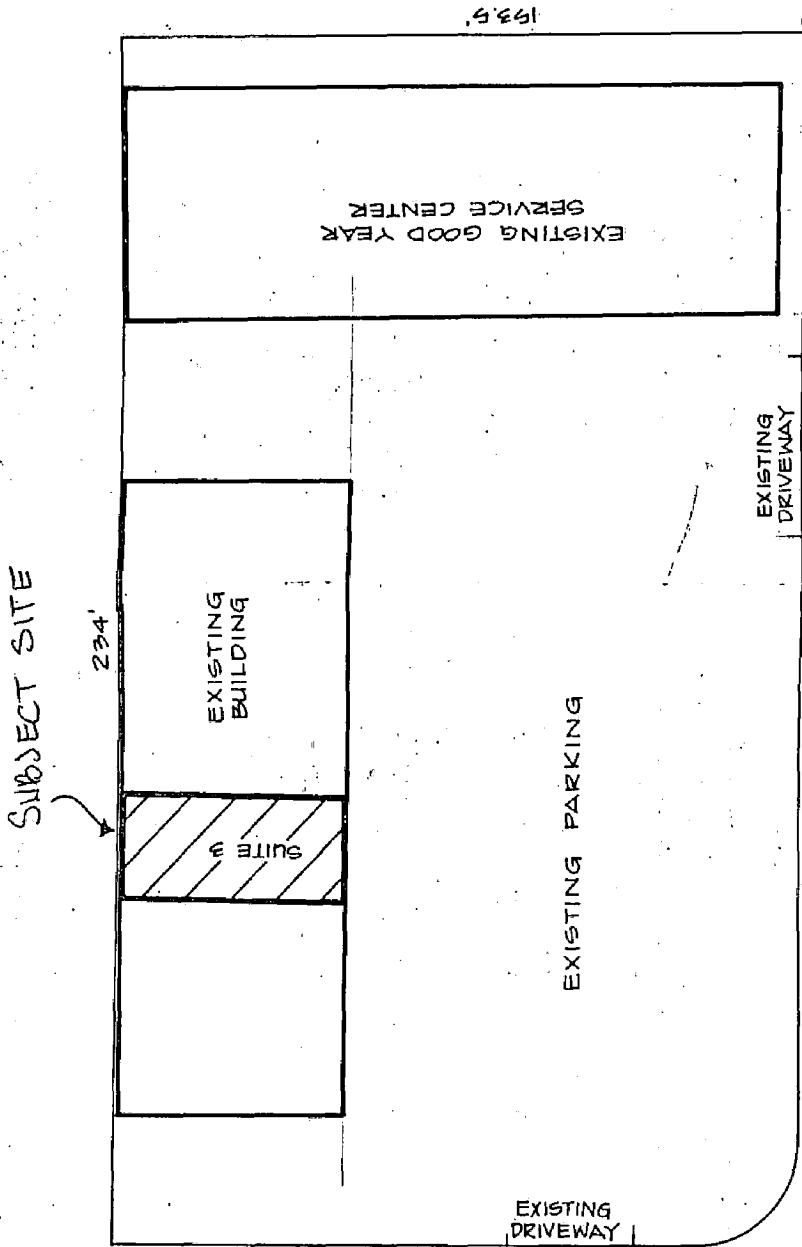 153.5'
EXISTING GOOD YEAR
SERVICE CENTER
SUBJECT SITE
234'
EXISTING
BUILDING
SUITE 3
EXISTING
DRIVEWAY
EXISTING PARKING
EXISTING
DRIVEWAY